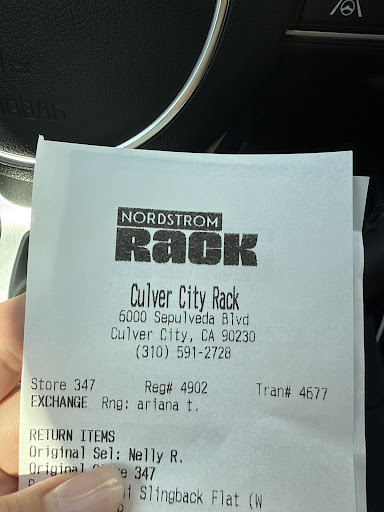 NORDSTROM
Rack
Culver City Rack
6000 Sepulveda Blvd
Culver City, CA 90230
(310) 591-2728
Store 347 Reg# 4902 Tran# 4677
EXCHANGE Rng: ariana t.
RETURN ITEMS
Original Sel: Nelly R.
Original 347
Slingback Flat (W